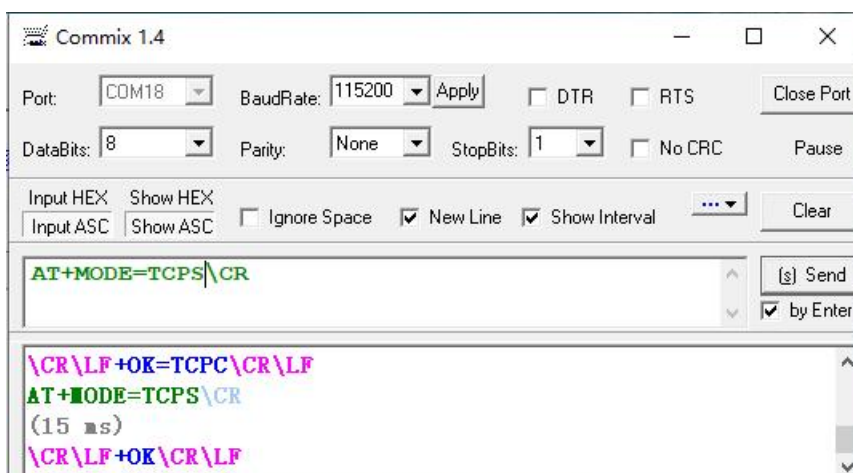 Commix 1.4
Port: COM18 BaudRate: 115200 Apply DTR RTS Close Port
DataBits: 8 Parity: None StopBits: 1 No CRC Pause
Input HEX Show HEX
Input ASC Show ASC Ignore Space New Line Show Interval ... Clear
AT+MODE=TCPS\CR (s) Send
by Enter
\CR\LF+OK=TCPC\CR\LF
AT+MODE=TCPS\CR
(15 ms)
\CR\LF+OK\CR\LF